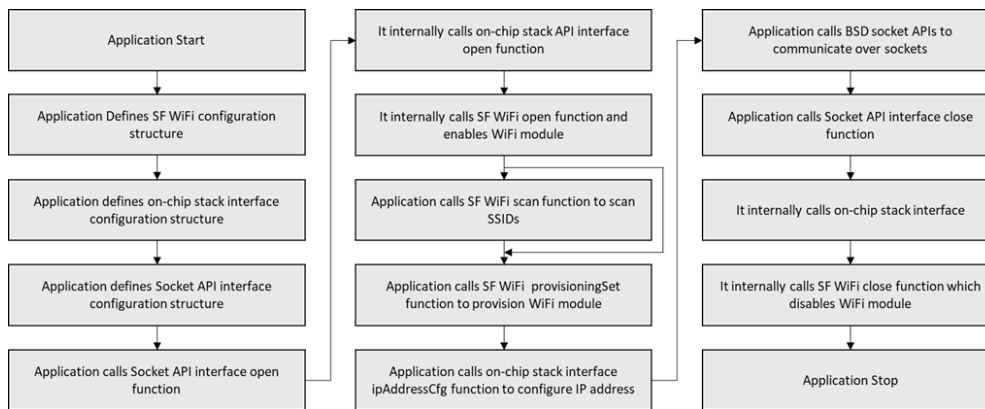 Application Start
Application Defines SF WiFi configuration
structure
Application defines on-chip stack interface
configuration structure
Application defines Socket API interface
configuration structure
Application calls Socket API interface open
function
It internally calls on-chip stack API interface
open function
It internally calls SF WiFi open function and
enables WiFi module
Application calls SF WiFi scan function to scan
SSIDs
Application calls SF WiFi  provisioningSet
function to provision WiFi module
Application calls on-chip stack interface
ipAddressCfg function to configure IP address
Application calls BSD socket APIs to
communicate over sockets
Application calls Socket API interface close
function
It internally calls on-chip stack interface
It internally calls SF WiFi close function which
disables WiFi module
Application Stop